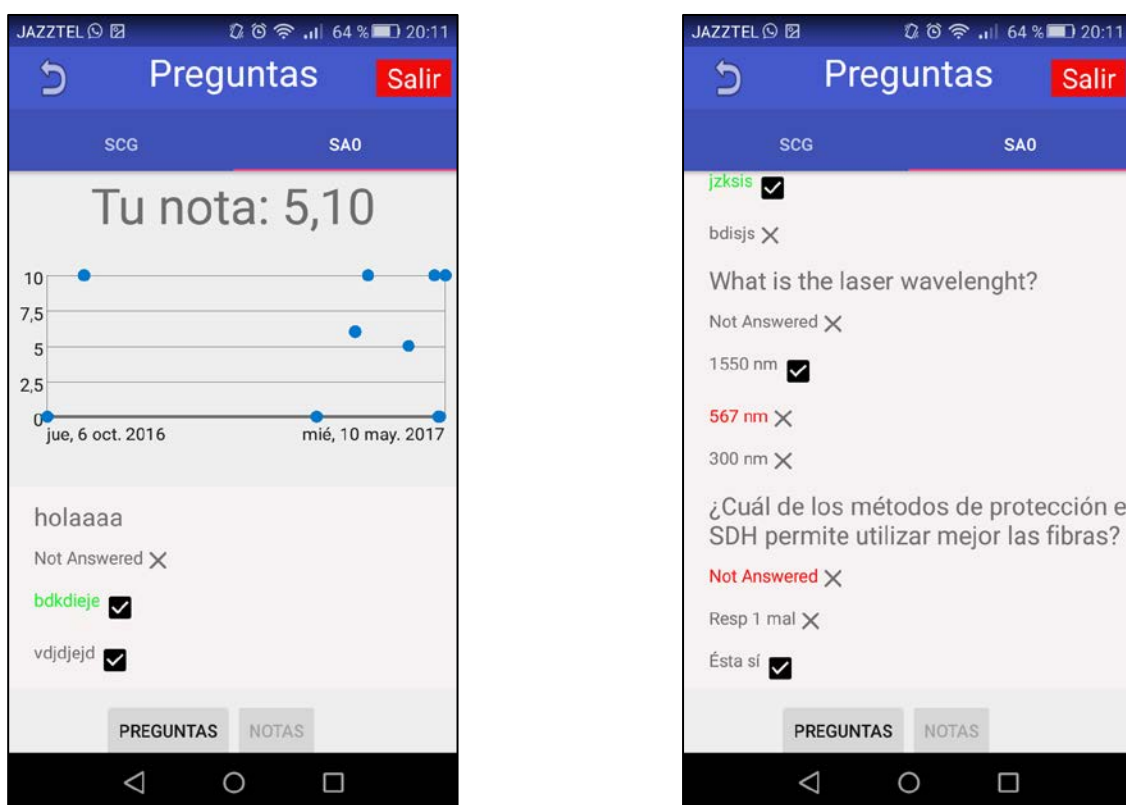 JAZZTEL 64 % 20:11
Preguntas Salir
SCG SA0
Tu nota: 5,10
10
7,5
5
2,5
0
jue, 6 oct. 2016 mié, 10 may. 2017
holaaaa
Not Answered
bdkdieje
vdjdjejd
PREGUNTAS NOTAS
JAZZTEL 64 % 20:11
Preguntas Salir
SCG SA0
jzksis
bdisjs
What is the laser wavelenght?
Not Answered
1550 nm
567 nm
300 nm
¿Cuál de los métodos de protección e
SDH permite utilizar mejor las fibras?
Not Answered
Resp 1 mal
Ésta sí
PREGUNTAS NOTAS